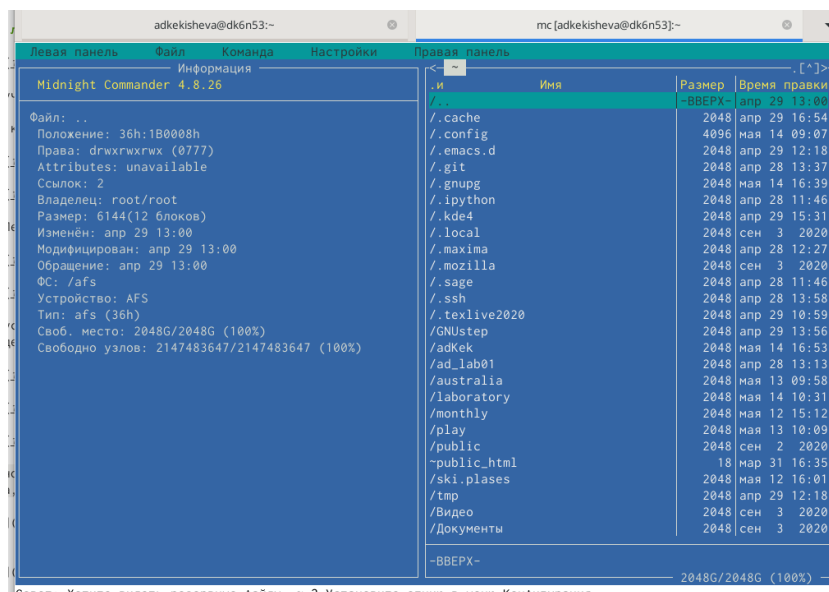 adkekisheva@dk6n53:~
mc [adkekisheva@dk6n53]:~
Левая панель Файл Команда Настройки Правая панель
Информация
Midnight Commander 4.8.26
Файл: ..
Положение: 36h:1B0008h
Права: drwxrwxrwx (0777)
Attributes: unavailable
Ссылок: 2
Владелец: root/root
Размер: 6144(12 блоков)
Изменён: апр 29 13:00
Модифицирован: апр 29 13:00
Обращение: апр 29 13:00
ФС: /afs
Устройство: AFS
Тип: afs (36h)
Своб. место: 2048G/2048G (100%)
Свободно узлов: 2147483647/2147483647 (100%)
<─ ~ .[^]>
.и Имя Размер Время правки
/.. -ВВЕРХ- апр 29 13:00
/.cache 2048 апр 29 16:54
/.config 4096 мая 14 09:07
/.emacs.d 2048 апр 29 12:18
/.git 2048 апр 28 13:37
/.gnupg 2048 мая 14 16:39
/.ipython 2048 апр 28 11:46
/.kde4 2048 апр 29 15:31
/.local 2048 сен 3 2020
/.maxima 2048 апр 28 12:27
/.mozilla 2048 сен 3 2020
/.sage 2048 апр 28 11:46
/.ssh 2048 апр 28 13:58
/.texlive2020 2048 апр 29 10:59
/GNUstep 2048 апр 29 13:56
/adKek 2048 мая 14 16:53
/ad_lab01 2048 апр 28 13:13
/australia 2048 мая 13 09:58
/laboratory 2048 мая 14 10:31
/monthly 2048 мая 12 15:12
/play 2048 мая 13 10:09
/public 2048 сен 2 2020
~public_html 18 мар 31 16:35
/ski.plases 2048 мая 12 16:01
/tmp 2048 апр 29 12:18
/Видео 2048 сен 3 2020
/Документы 2048 сен 3 2020
-ВВЕРХ-
2048G/2048G (100%)